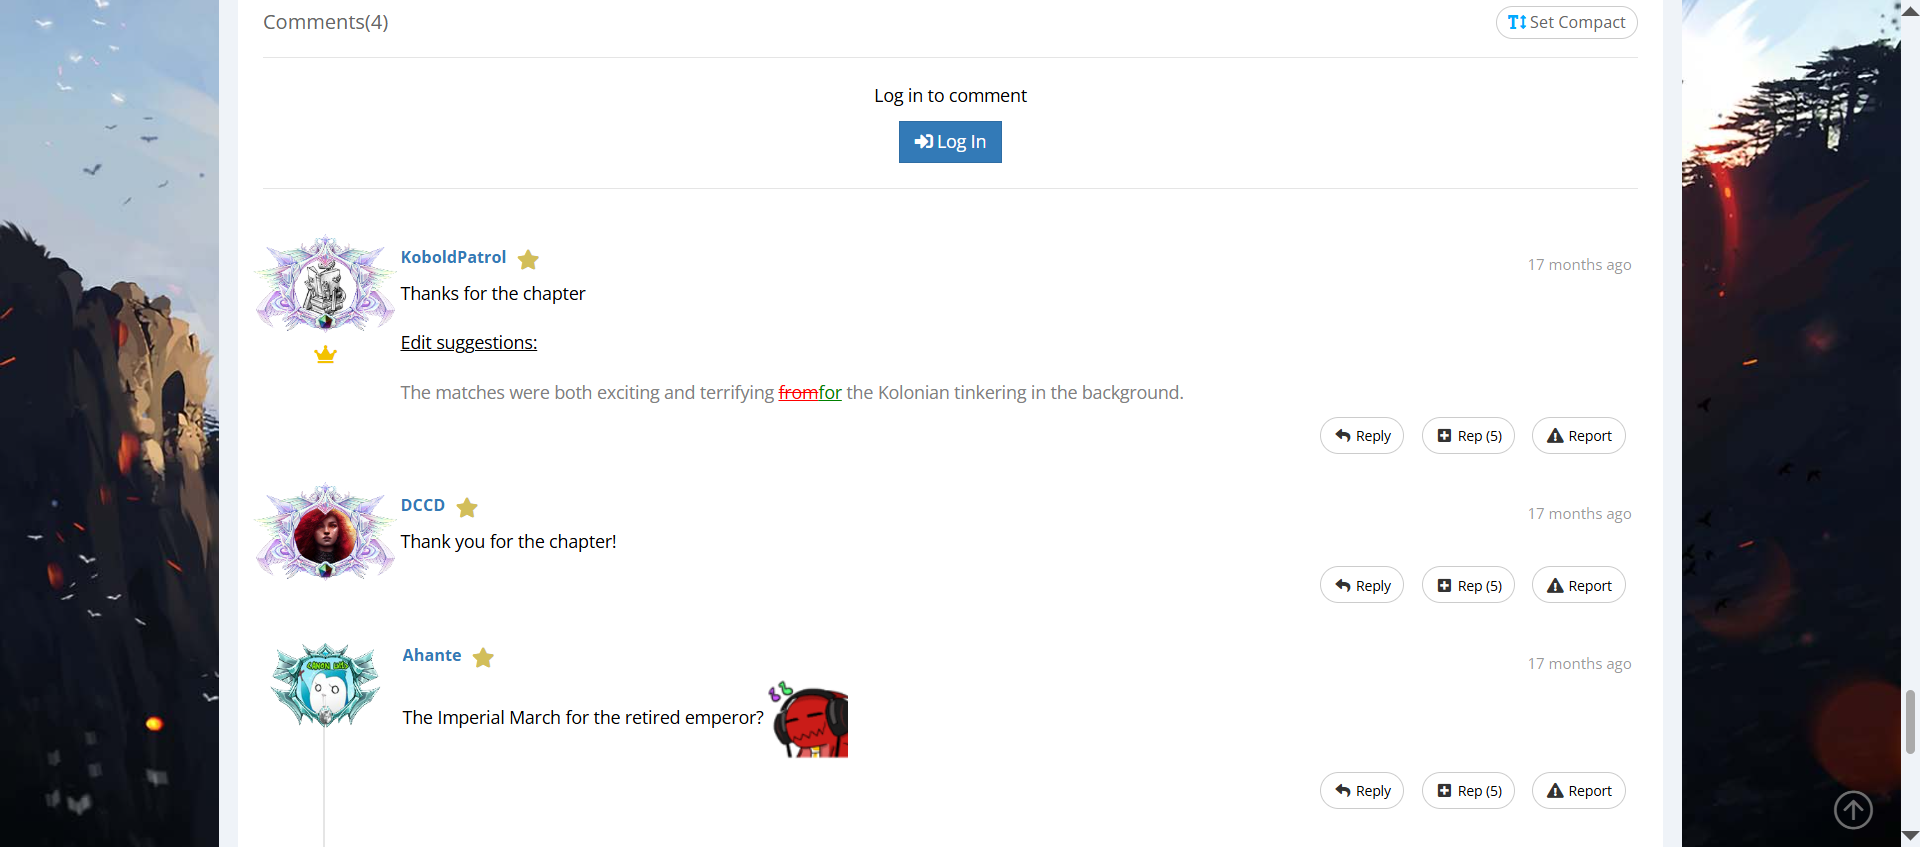 Comments(4)
Set Compact
Log in to comment
Log In
KoboldPatrol
17 months ago
Thanks for the chapter
Edit suggestions:
The matches were both exciting and terrifying fromfor the Kolonian tinkering in the background.
Reply
Rep (5)
Report
DCCD
17 months ago
Thank you for the chapter!
Reply
Rep (5)
Report
Ahante
17 months ago
The Imperial March for the retired emperor?
Reply
Rep (5)
Report